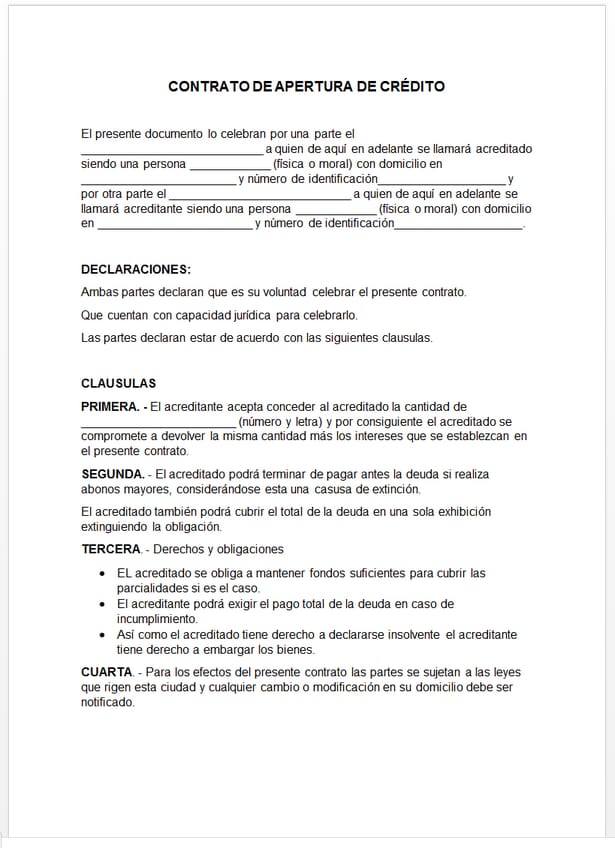 CONTRATO DE APERTURA DE CRÉDITO
El presente documento lo celebran por una parte el
____________________________ a quien de aquí en adelante se llamará acreditado
siendo una persona ____________ (física o moral) con domicilio en
________________________ y número de identificación____________________ y
por otra parte el ____________________________ a quien de aquí en adelante se
llamará acreditante siendo una persona ____________ (física o moral) con domicilio
en ________________________ y número de identificación____________________.
DECLARACIONES:
Ambas partes declaran que es su voluntad celebrar el presente contrato.
Que cuentan con capacidad jurídica para celebrarlo.
Las partes declaran estar de acuerdo con las siguientes clausulas.
CLAUSULAS
PRIMERA. - El acreditante acepta conceder al acreditado la cantidad de
________________________ (número y letra) y por consiguiente el acreditado se
compromete a devolver la misma cantidad más los intereses que se establezcan en
el presente contrato.
SEGUNDA. - El acreditado podrá terminar de pagar antes la deuda si realiza
abonos mayores, considerándose esta una casusa de extinción.
El acreditado también podrá cubrir el total de la deuda en una sola exhibición
extinguiendo la obligación.
TERCERA. - Derechos y obligaciones
• EL acreditado se obliga a mantener fondos suficientes para cubrir las
parcialidades si es el caso.
• El acreditante podrá exigir el pago total de la deuda en caso de
incumplimiento.
• Así como el acreditado tiene derecho a declararse insolvente el acreditante
tiene derecho a embargar los bienes.
CUARTA. - Para los efectos del presente contrato las partes se sujetan a las leyes
que rigen esta ciudad y cualquier cambio o modificación en su domicilio debe ser
notificado.